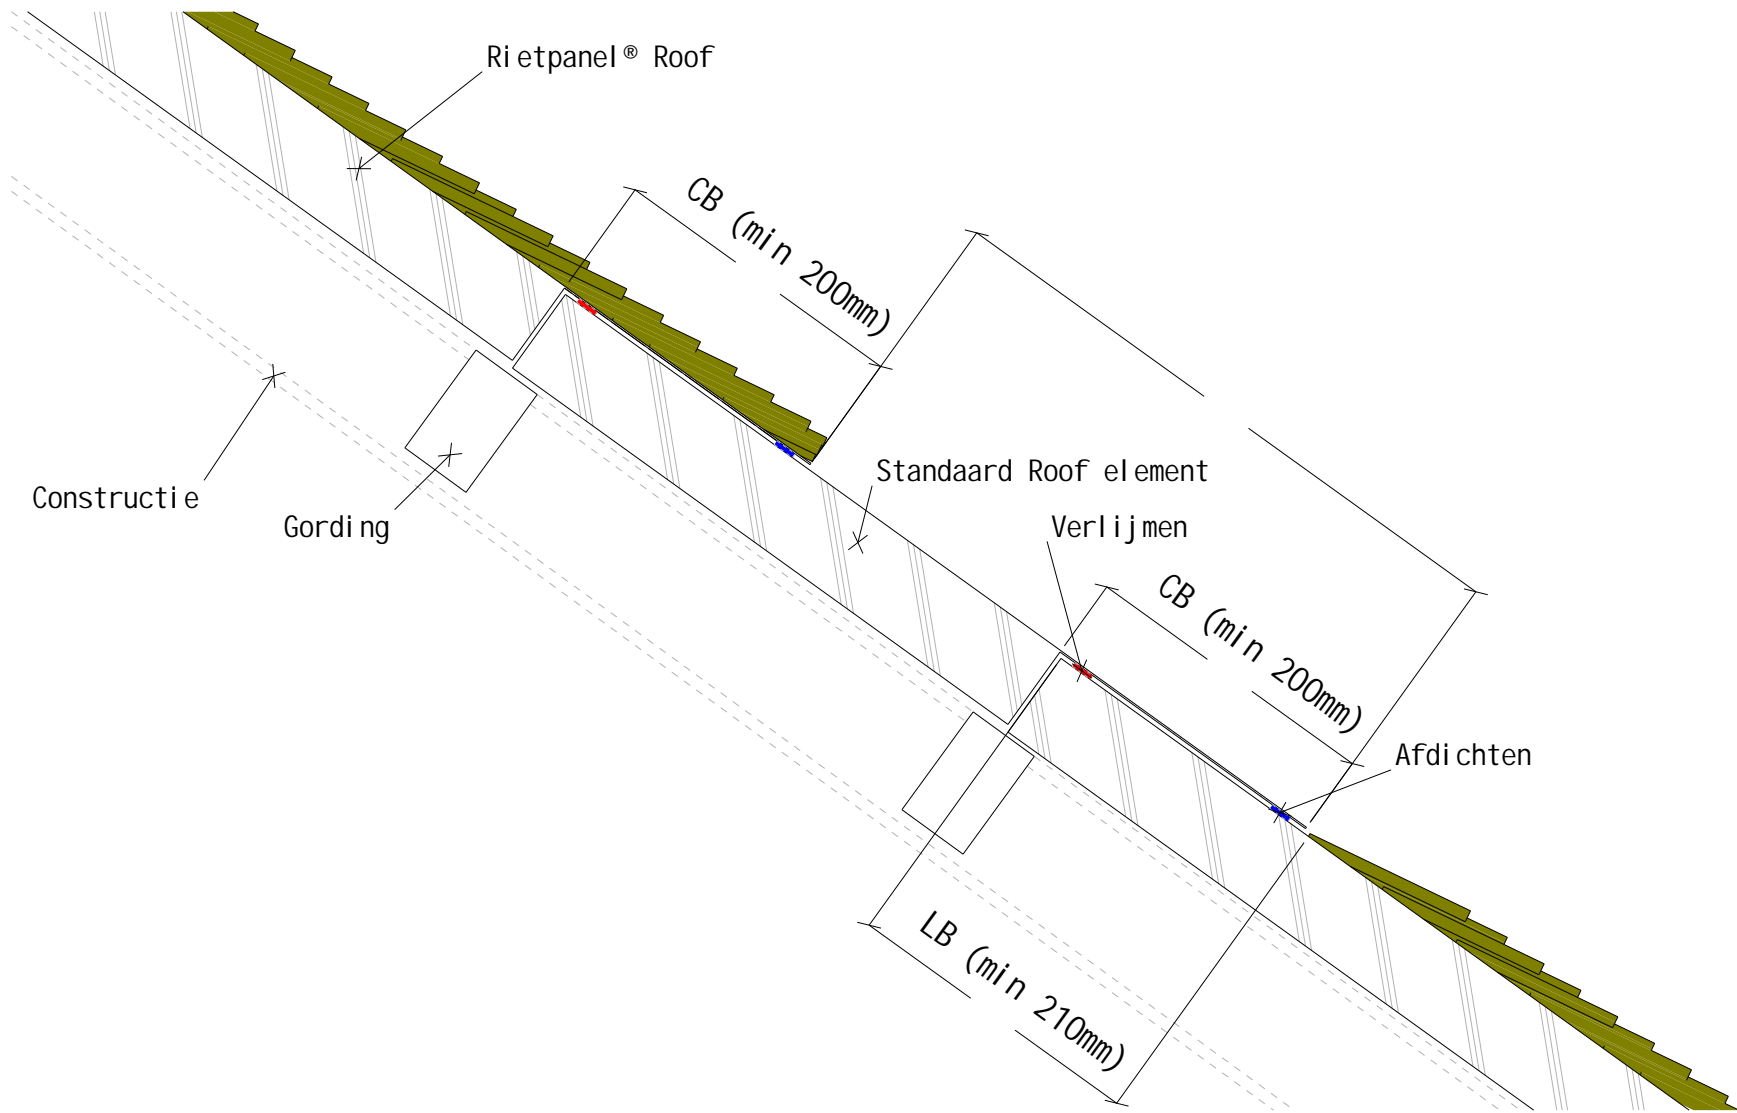 Rietpanel® Roof
CB (min 200mm)
Constructie
Gording
Standaard Roof element
Verlijmen
CB (min 200mm)
Afdichten
LB (min 210mm)